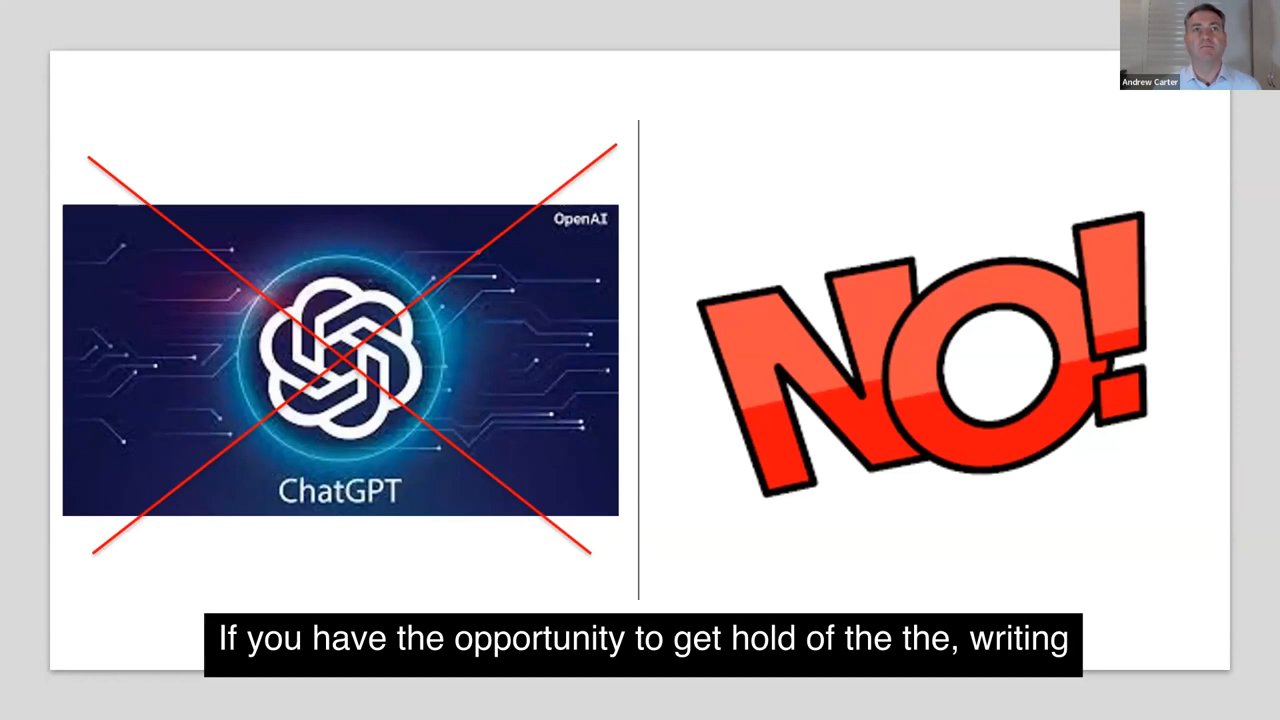 Andrew Carter
OpenAI
ChatGPT
NO!
If you have the opportunity to get hold of the the, writing